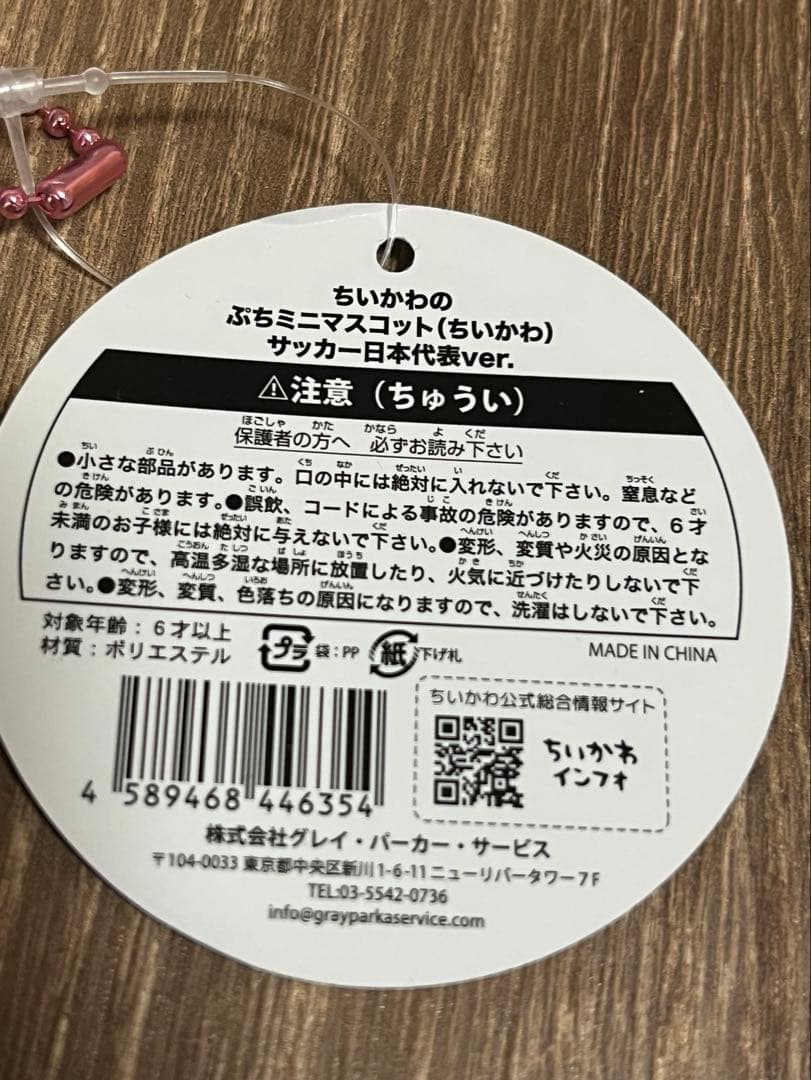 ちいかわの
ぷちミニマスコット(ちいかわ)
サッカー日本代表ver.
⚠注意(ちゅうい)
保護者の方へ 必ずお読み下さい
●小さな部品があります。口の中には絶対に入れないで下さい。窒息など
の危険があります。●誤飲、コードによる事故の危険がありますので、6才
未満のお子様には絶対に与えないで下さい。●変形、変質や火災の原因とな
りますので、高温多湿な場所に放置したり、火気に近づけたりしないで下
さい。●変形、変質、色落ちの原因になりますので、洗濯はしないで下さい。
対象年齢:6才以上
材質:ポリエステル
プラ 袋:PP 紙 下げ札
MADE IN CHINA
ちいかわ公式総合情報サイト
ちいかわ
インフォ
4 589468 446354
株式会社グレイ・パーカー・サービス
〒104-0033 東京都中央区新川1-6-11ニューリバータワー7F
TEL:03-5542-0736
info@grayparkaservice.com